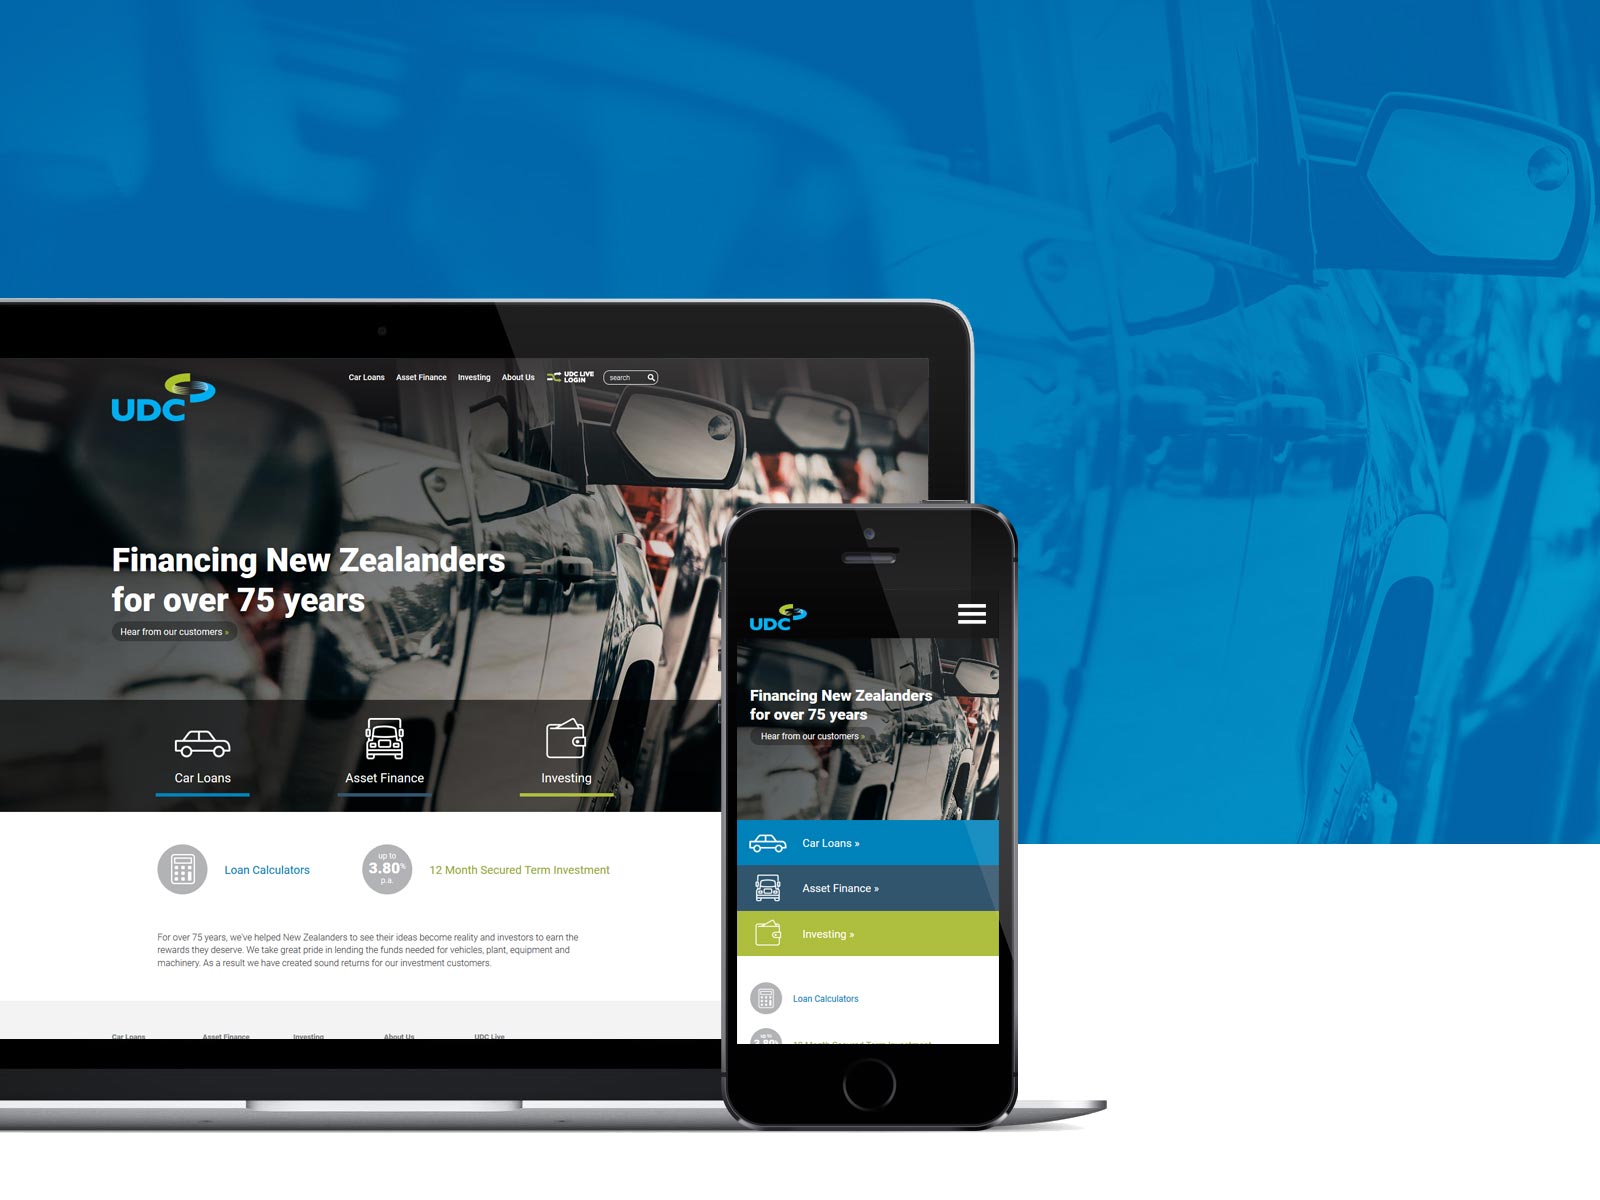 UDC
Car Loans Asset Finance Investing About Us UDC LIVE LOGIN search
Financing New Zealanders
for over 75 years
Hear from our customers »
Car Loans Asset Finance Investing
Loan Calculators
up to
3.80%
p.a.
12 Month Secured Term Investment
For over 75 years, we've helped New Zealanders to see their ideas become reality and investors to earn the
rewards they deserve. We take great pride in lending the funds needed for vehicles, plant, equipment and
machinery. As a result we have created sound returns for our investment customers.
Car Loans Asset Finance Investing About Us UDC Live
UDC
Financing New Zealanders
for over 75 years
Hear from our customers »
Car Loans »
Asset Finance »
Investing »
Loan Calculators
up to
3.80%
12 Month Secured Term Investment